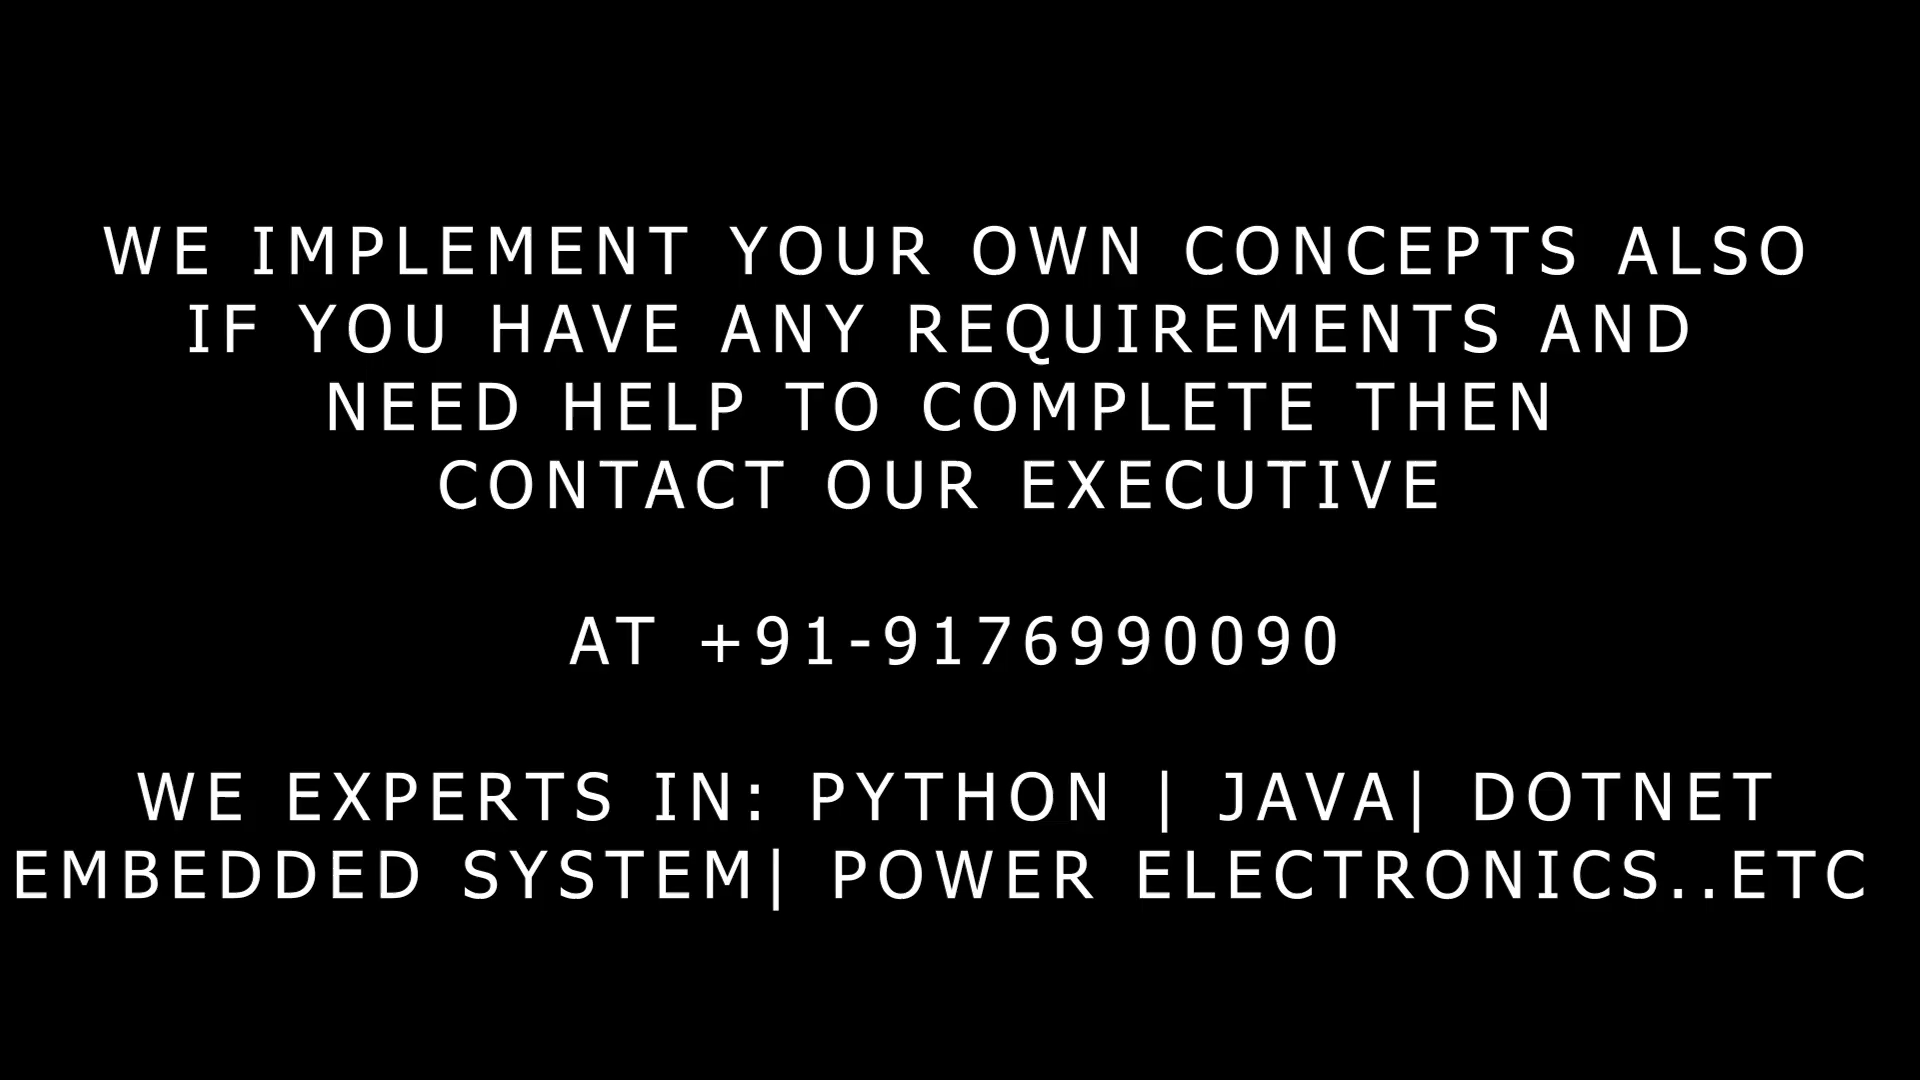 WE IMPLEMENT YOUR OWN CONCEPTS ALSO
IF YOU HAVE ANY REQUIREMENTS AND
NEED HELP TO COMPLETE THEN
CONTACT OUR EXECUTIVE
AT +91-9176990090
WE EXPERTS IN: PYTHON | JAVA| DOTNET
EMBEDDED SYSTEM| POWER ELECTRONICS..ETC